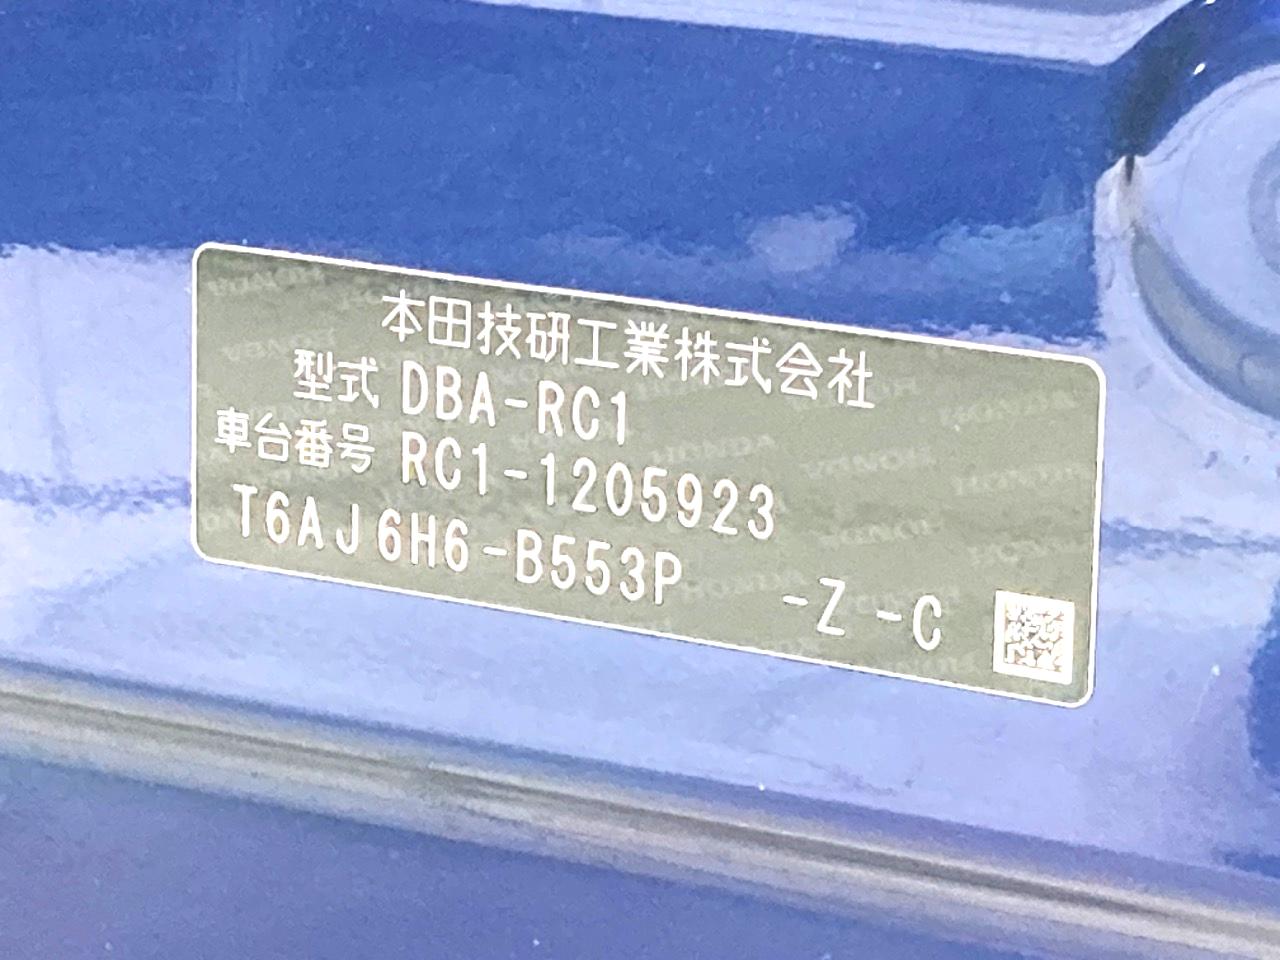 本田技研工業株式会社
型式 DBA-RC1
車台番号 RC1-1205923
T6AJ6H6-B553P -Z-C